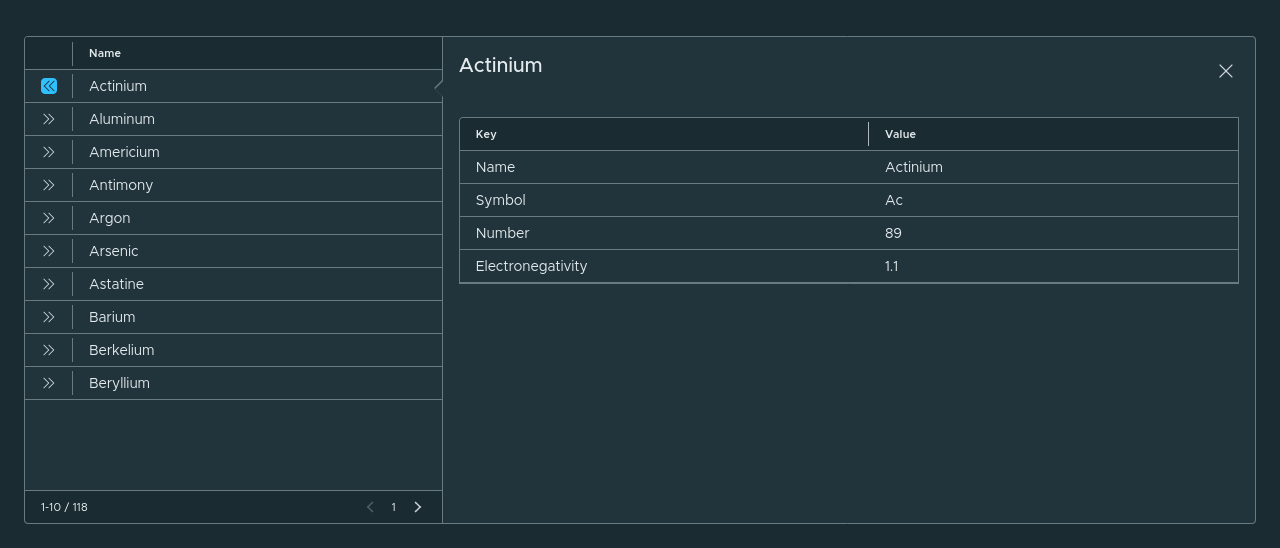 Name
Actinium
Aluminum
Americium
Antimony
Argon
Arsenic
Astatine
Barium
Berkelium
Beryllium
1-10 / 118
1
Actinium
Key Value
Name Actinium
Symbol Ac
Number 89
Electronegativity 1.1